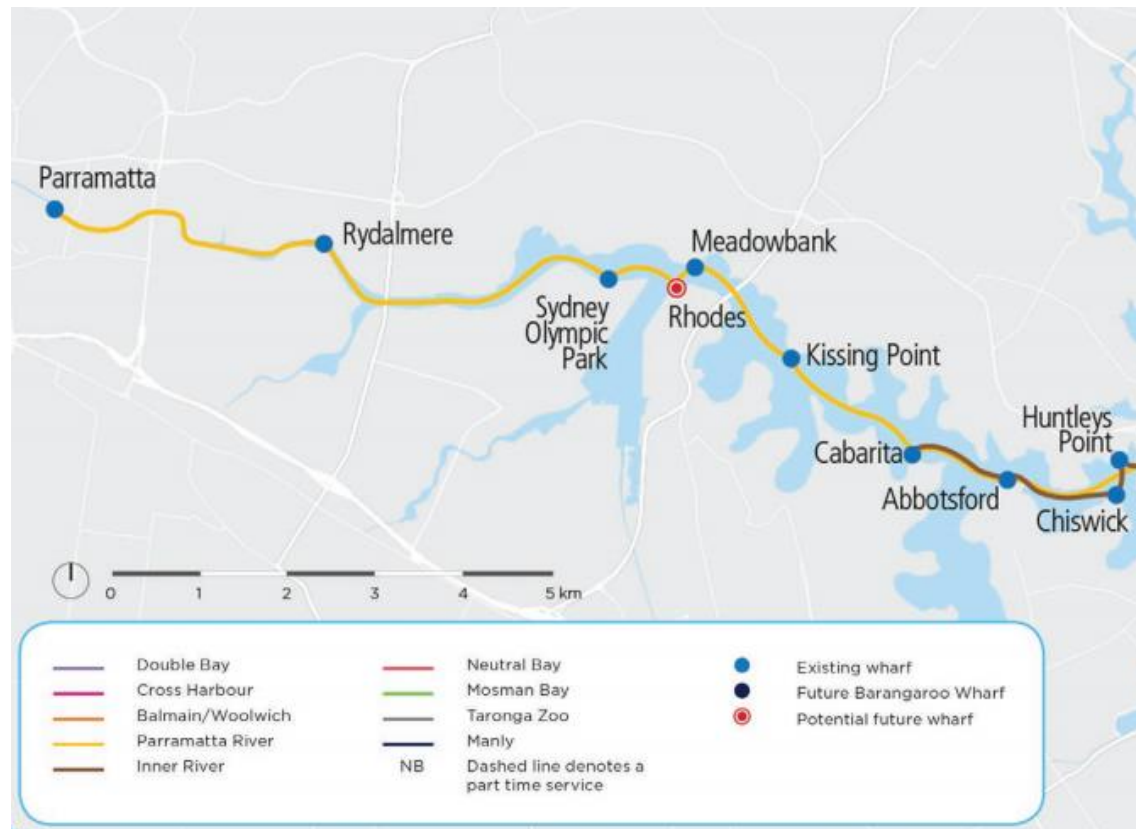 Parramatta
Rydalmere
Meadowbank
Sydney
Olympic
Park
Rhodes
Kissing Point
Huntleys
Point
Cabarita
Abbotsford
Chiswick
0 1 2 3 4 5 km
Double Bay
Cross Harbour
Balmain/Woolwich
Parramatta River
Inner River
Neutral Bay
Mosman Bay
Taronga Zoo
Manly
NB Dashed line denotes a
part time service
Existing wharf
Future Barangaroo Wharf
Potential future wharf